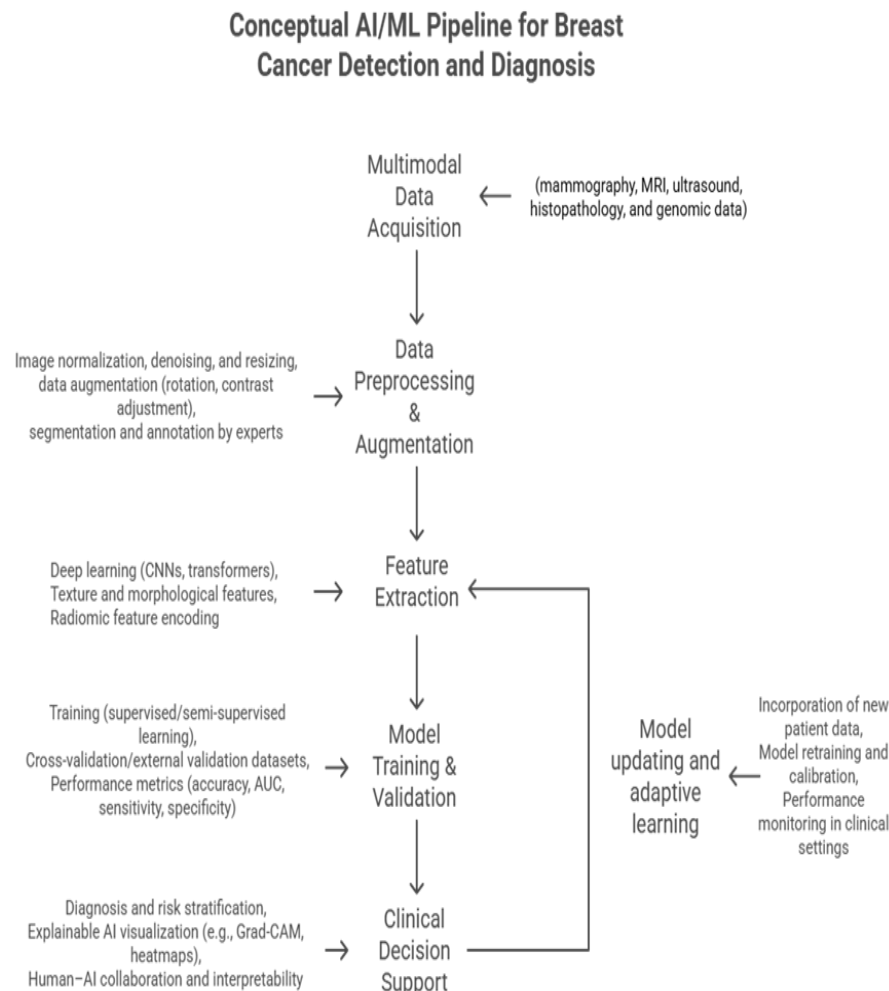 Conceptual AI/ML Pipeline for Breast
Cancer Detection and Diagnosis
Multimodal
Data
Acquisition
(mammography, MRI, ultrasound,
histopathology, and genomic data)
Image normalization, denoising, and resizing,
data augmentation (rotation, contrast
adjustment),
segmentation and annotation by experts
Data
Preprocessing
&
Augmentation
Deep learning (CNNs, transformers),
Texture and morphological features,
Radiomic feature encoding
Feature
Extraction
Training (supervised/semi-supervised
learning),
Cross-validation/external validation datasets,
Performance metrics (accuracy, AUC,
sensitivity, specificity)
Model
Training &
Validation
Model
updating and
adaptive
learning
Incorporation of new
patient data,
Model retraining and
calibration,
Performance
monitoring in clinical
settings
Diagnosis and risk stratification,
Explainable AI visualization (e.g., Grad-CAM,
heatmaps),
Human–AI collaboration and interpretability
Clinical
Decision
Support